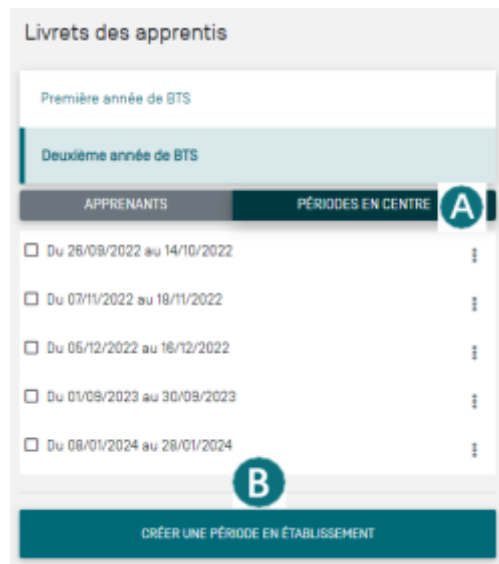 Livrets des apprentis
Première année de BTS
Deuxième année de BTS
APPRENANTS
PÉRIODES EN CENTRE
A
Du 26/09/2022 au 14/10/2022
Du 07/11/2022 au 18/11/2022
Du 05/12/2022 au 16/12/2022
Du 01/09/2023 au 30/09/2023
Du 08/01/2024 au 28/01/2024
B
CRÉER UNE PÉRIODE EN ÉTABLISSEMENT